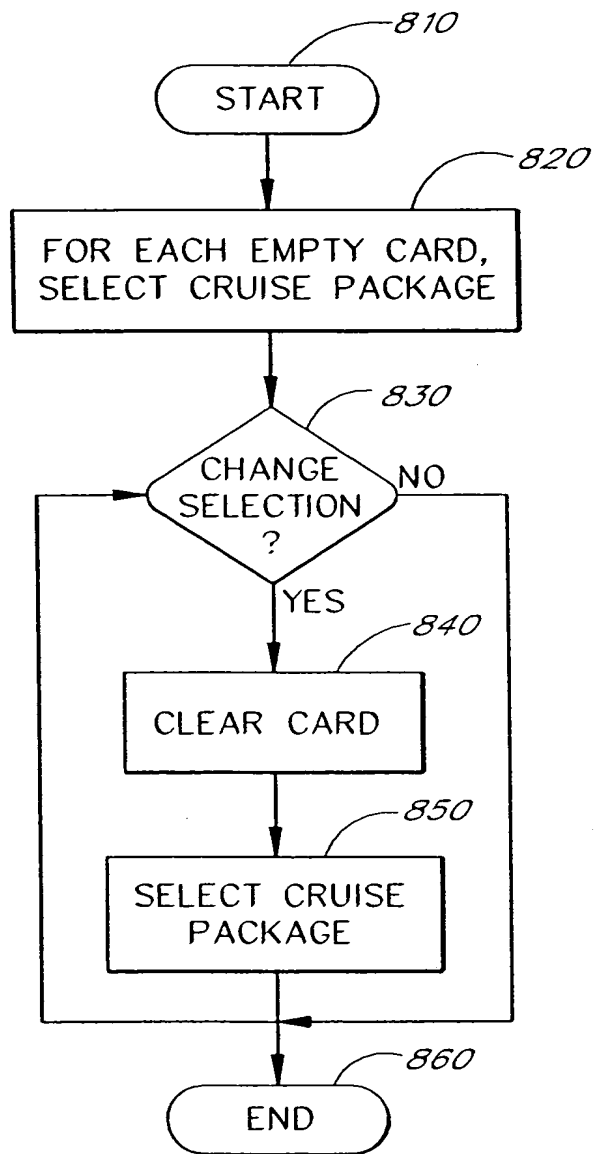 810
START
820
FOR EACH EMPTY CARD,
SELECT CRUISE PACKAGE
830
CHANGE
SELECTION
?
NO
YES
840
CLEAR CARD
850
SELECT CRUISE
PACKAGE
860
END